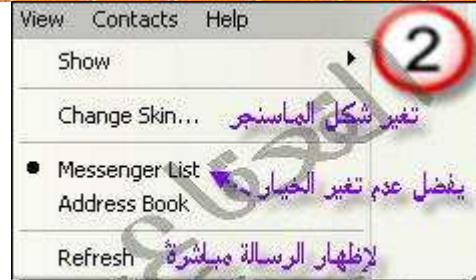 View Contacts Help
2
Show
Change Skin... تغير شكل الماسنجر
Messenger List
يفضل عدم تغير الخيار ...
Address Book
Refresh لإظهار الرسالة مباشرة